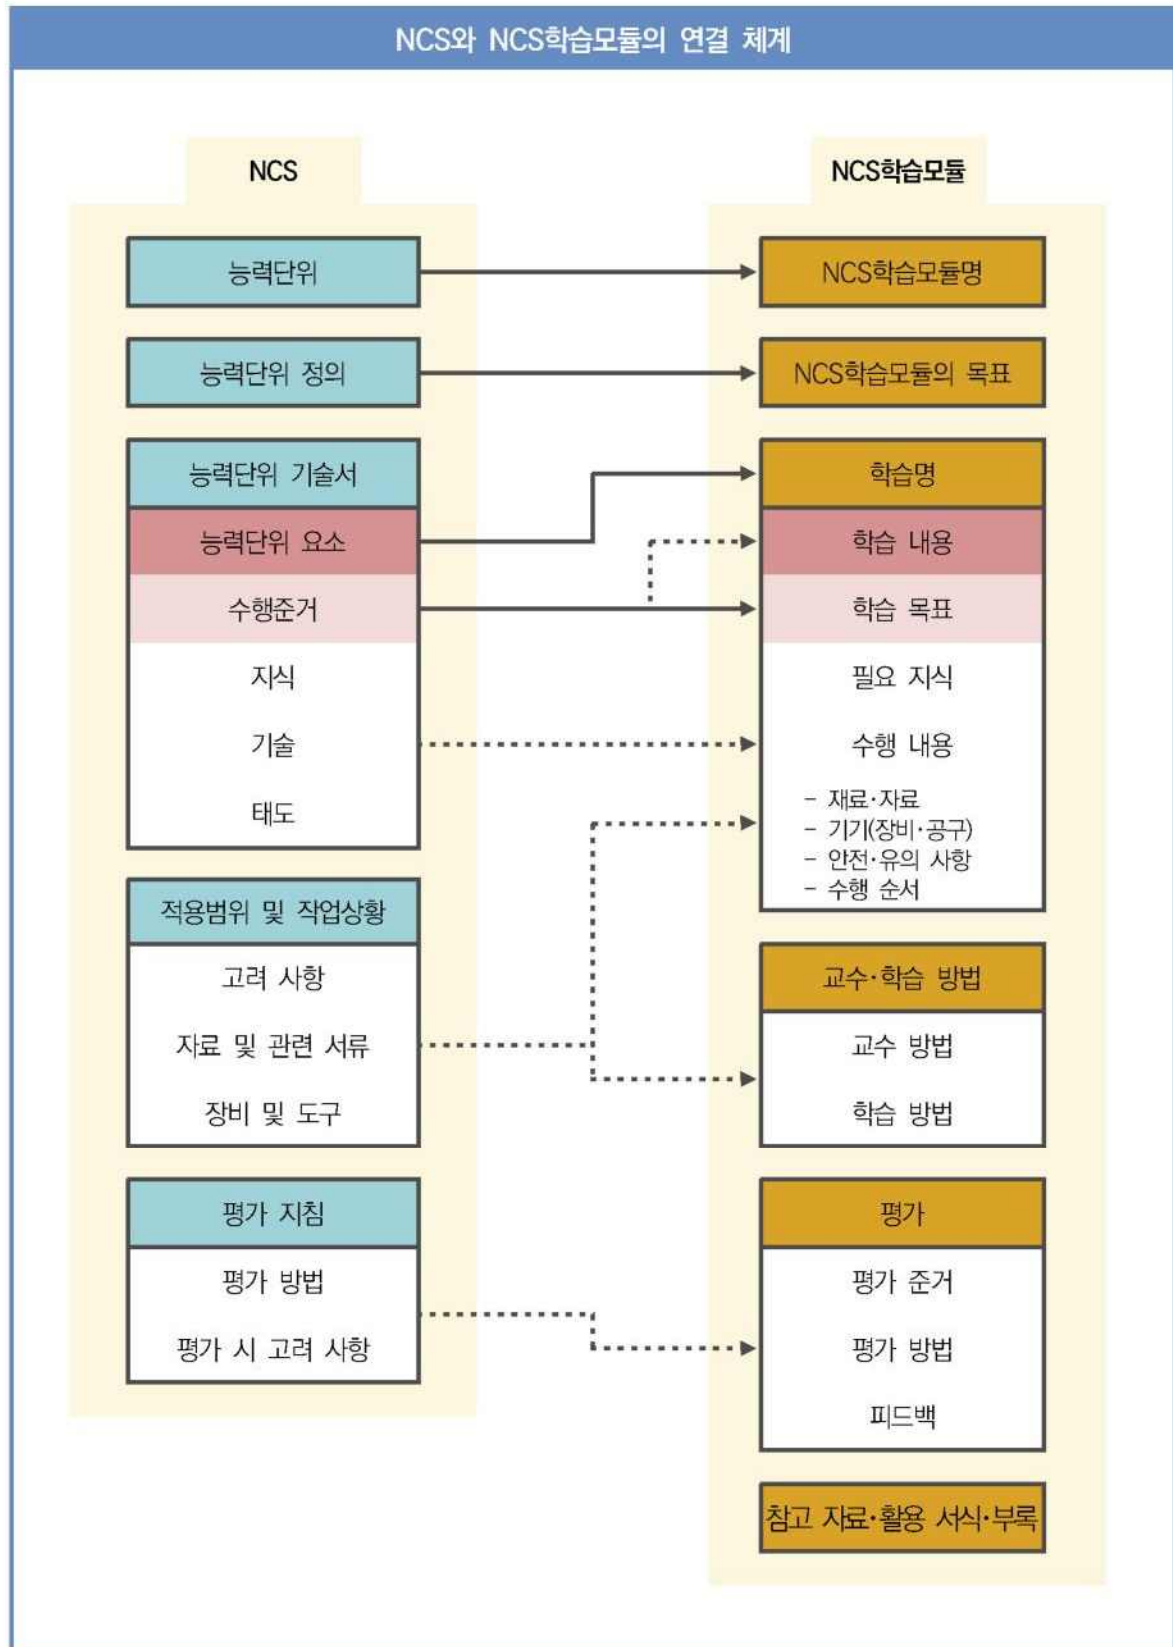 NCS와 NCS학습모듈의 연결 체계
NCS
능력단위
능력단위 정의
능력단위 기술서
능력단위 요소
수행준거
지식
기술
태도
적용범위 및 작업상황
고려 사항
자료 및 관련 서류
장비 및 도구
평가 지침
평가 방법
평가 시 고려 사항
NCS학습모듈
NCS학습모듈명
NCS학습모듈의 목표
학습명
학습 내용
학습 목표
필요 지식
수행 내용
- 재료·자료
- 기기(장비·공구)
- 안전·유의 사항
- 수행 순서
교수·학습 방법
교수 방법
학습 방법
평가
평가 준거
평가 방법
피드백
참고 자료·활용 서식·부록